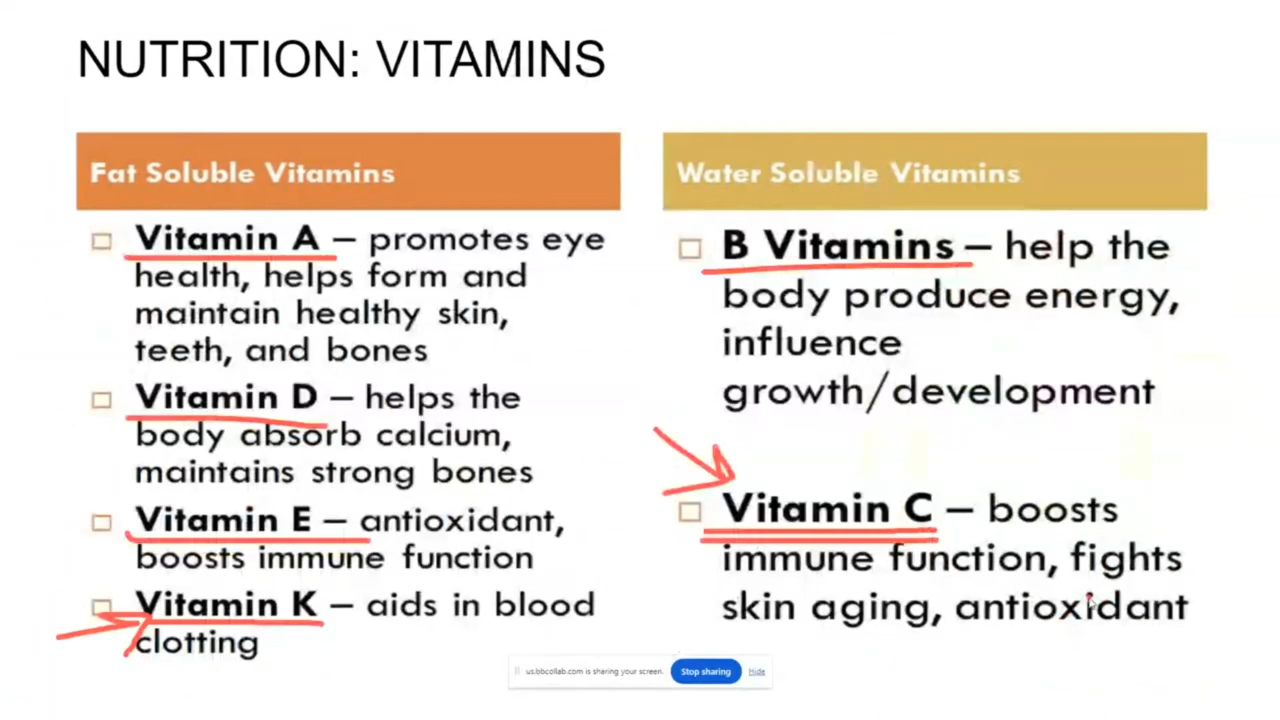 NUTRITION: VITAMINS
Fat Soluble Vitamins
Vitamin A – promotes eye
health, helps form and
maintain healthy skin,
teeth, and bones
Vitamin D – helps the
body absorb calcium,
maintains strong bones
Vitamin E – antioxidant,
boosts immune function
Vitamin K – aids in blood
clotting
Water Soluble Vitamins
B Vitamins – help the
body produce energy,
influence
growth/development
Vitamin C – boosts
immune function, fights
skin aging, antioxidant
us.bbcollab.com is sharing your screen. Stop sharing Hide